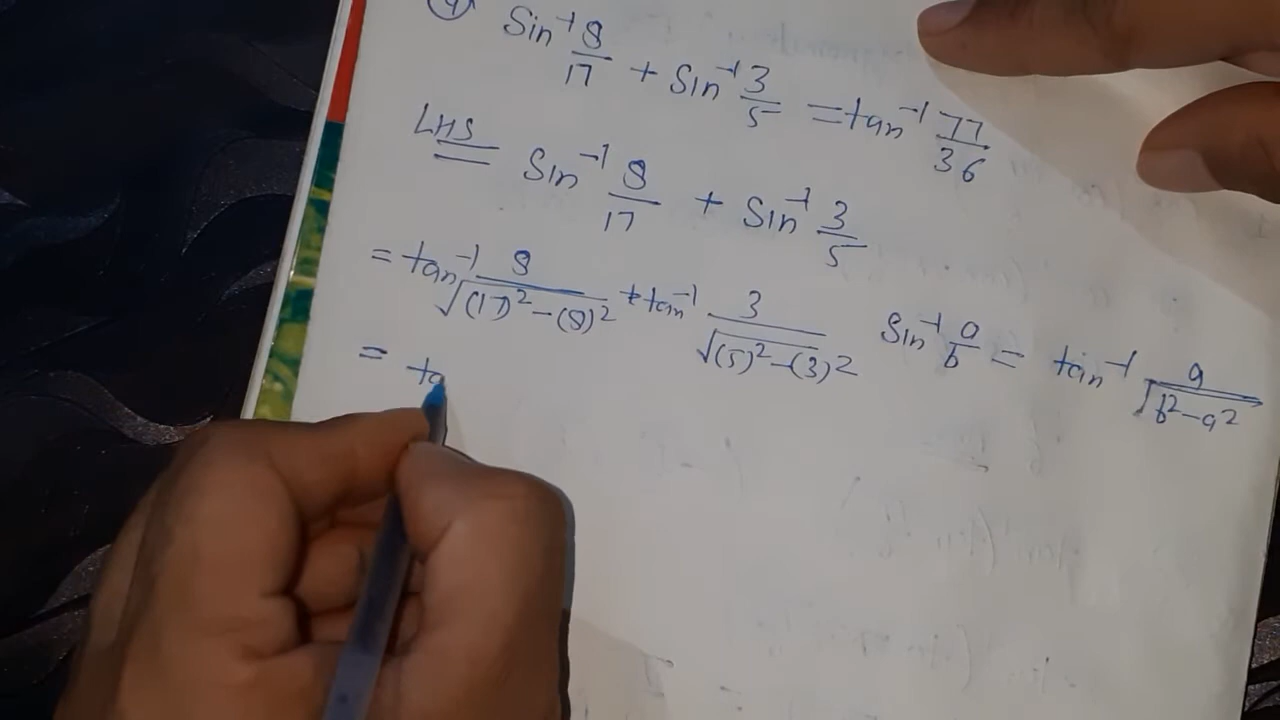 4 Sin⁻¹ 8/17 + Sin⁻¹ 3/5 = tan⁻¹ 77/36
LHS Sin⁻¹ 8/17 + Sin⁻¹ 3/5
= tan⁻¹ 8/√(17)²-(8)² + tan⁻¹ 3/√(5)²-(3)²
Sin⁻¹ a/b = tan⁻¹ a/√b²-a²
= ta